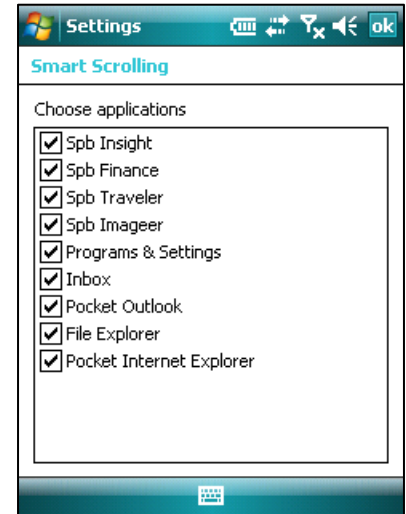 Settings
ok
Smart Scrolling
Choose applications
Spb Insight
Spb Finance
Spb Traveler
Spb Imageer
Programs & Settings
Inbox
Pocket Outlook
File Explorer
Pocket Internet Explorer